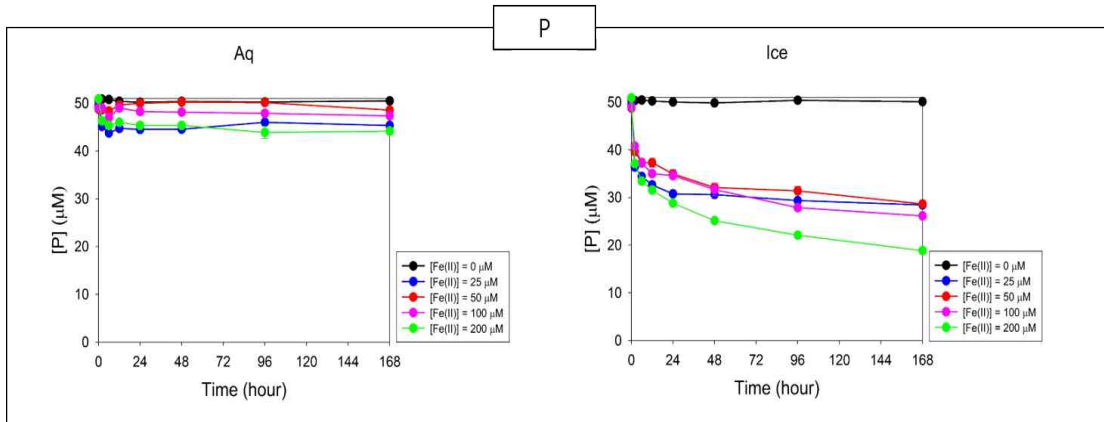 P
Aq
50
40
30
20
10
0
[P] (μM)
0 24 48 72 96 120 144 168
Time (hour)
[Fe(II)] = 0 μM
[Fe(II)] = 25 μM
[Fe(II)] = 50 μM
[Fe(II)] = 100 μM
[Fe(II)] = 200 μM
Ice
50
40
30
20
10
0
[P] (μM)
0 24 48 72 96 120 144 168
Time (hour)
[Fe(II)] = 0 μM
[Fe(II)] = 25 μM
[Fe(II)] = 50 μM
[Fe(II)] = 100 μM
[Fe(II)] = 200 μM